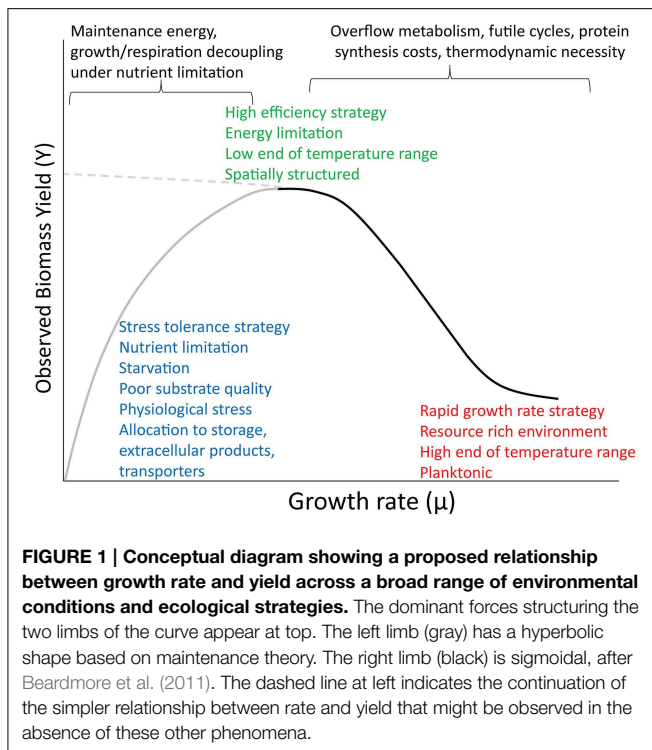 Maintenance energy,
growth/respiration decoupling
under nutrient limitation
Overflow metabolism, futile cycles, protein
synthesis costs, thermodynamic necessity
High efficiency strategy
Energy limitation
Low end of temperature range
Spatially structured
Observed Biomass Yield (Y)
Stress tolerance strategy
Nutrient limitation
Starvation
Poor substrate quality
Physiological stress
Allocation to storage,
extracellular products,
transporters
Rapid growth rate strategy
Resource rich environment
High end of temperature range
Planktonic
Growth rate (μ)
FIGURE 1 | Conceptual diagram showing a proposed relationship
between growth rate and yield across a broad range of environmental
conditions and ecological strategies. The dominant forces structuring the
two limbs of the curve appear at top. The left limb (gray) has a hyperbolic
shape based on maintenance theory. The right limb (black) is sigmoidal, after
Beardmore et al. (2011). The dashed line at left indicates the continuation of
the simpler relationship between rate and yield that might be observed in the
absence of these other phenomena.